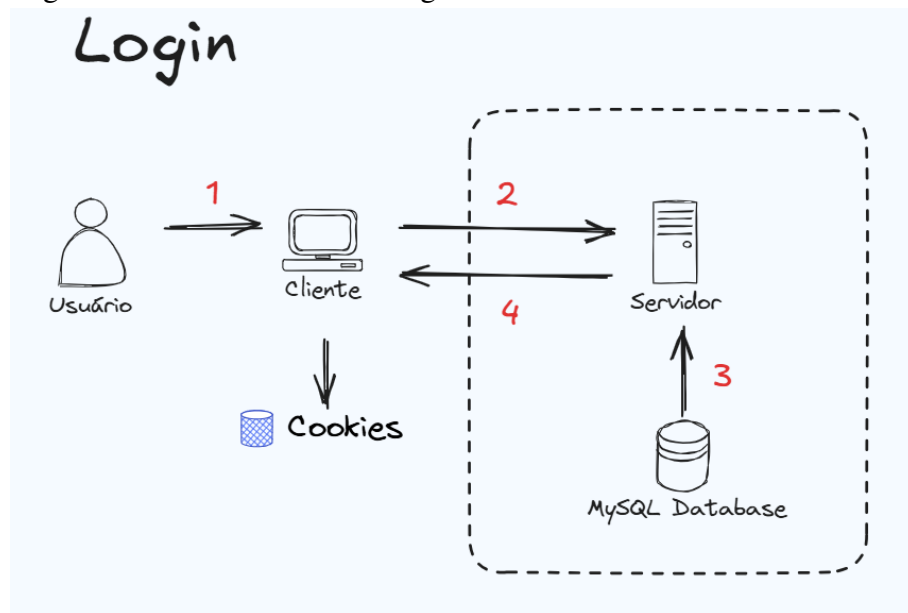 Login
1
2
Usuário
Cliente
4
Servidor
3
Cookies
MySQL Database